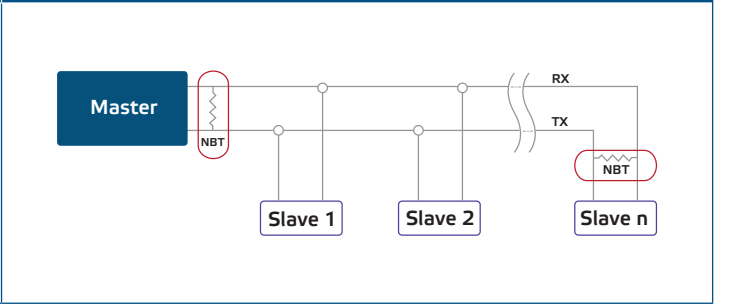 RX
Master
TX
NBT
NBT
Slave 1
Slave 2
Slave n